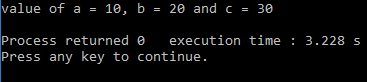 value of a = 10, b = 20 and c = 30
Process returned 0   execution time : 3.228 s
Press any key to continue.